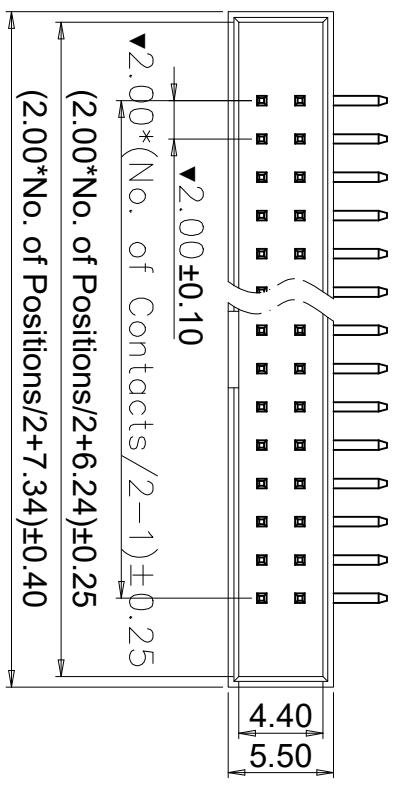 ▼2.00±0.10
▼2.00*(No. of Contacts/2-1)±0.25
(2.00*No. of Positions/2+6.24)±0.25
(2.00*No. of Positions/2+7.34)±0.40
4.40
5.50